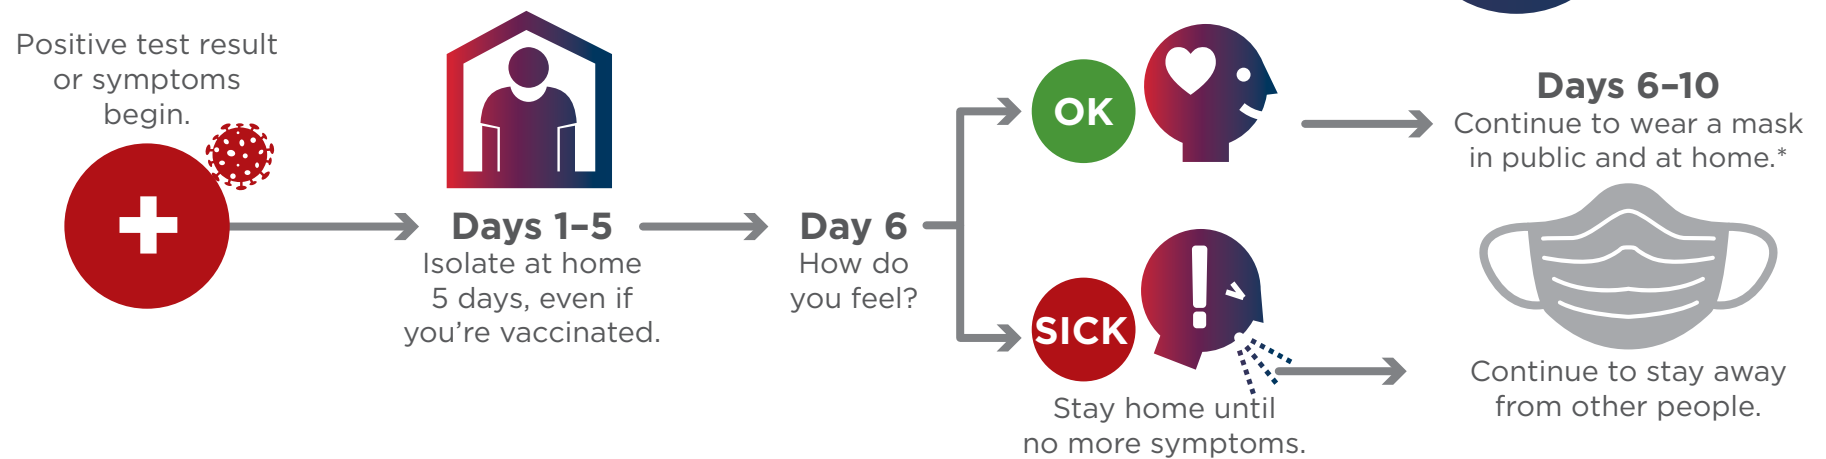 Positive test result
or symptoms
begin.
Days 1–5
Isolate at home
5 days, even if
you’re vaccinated.
Day 6
How do
you feel?
OK
SICK
Stay home until
no more symptoms.
Days 6–10
Continue to wear a mask
in public and at home.*
Continue to stay away
from other people.